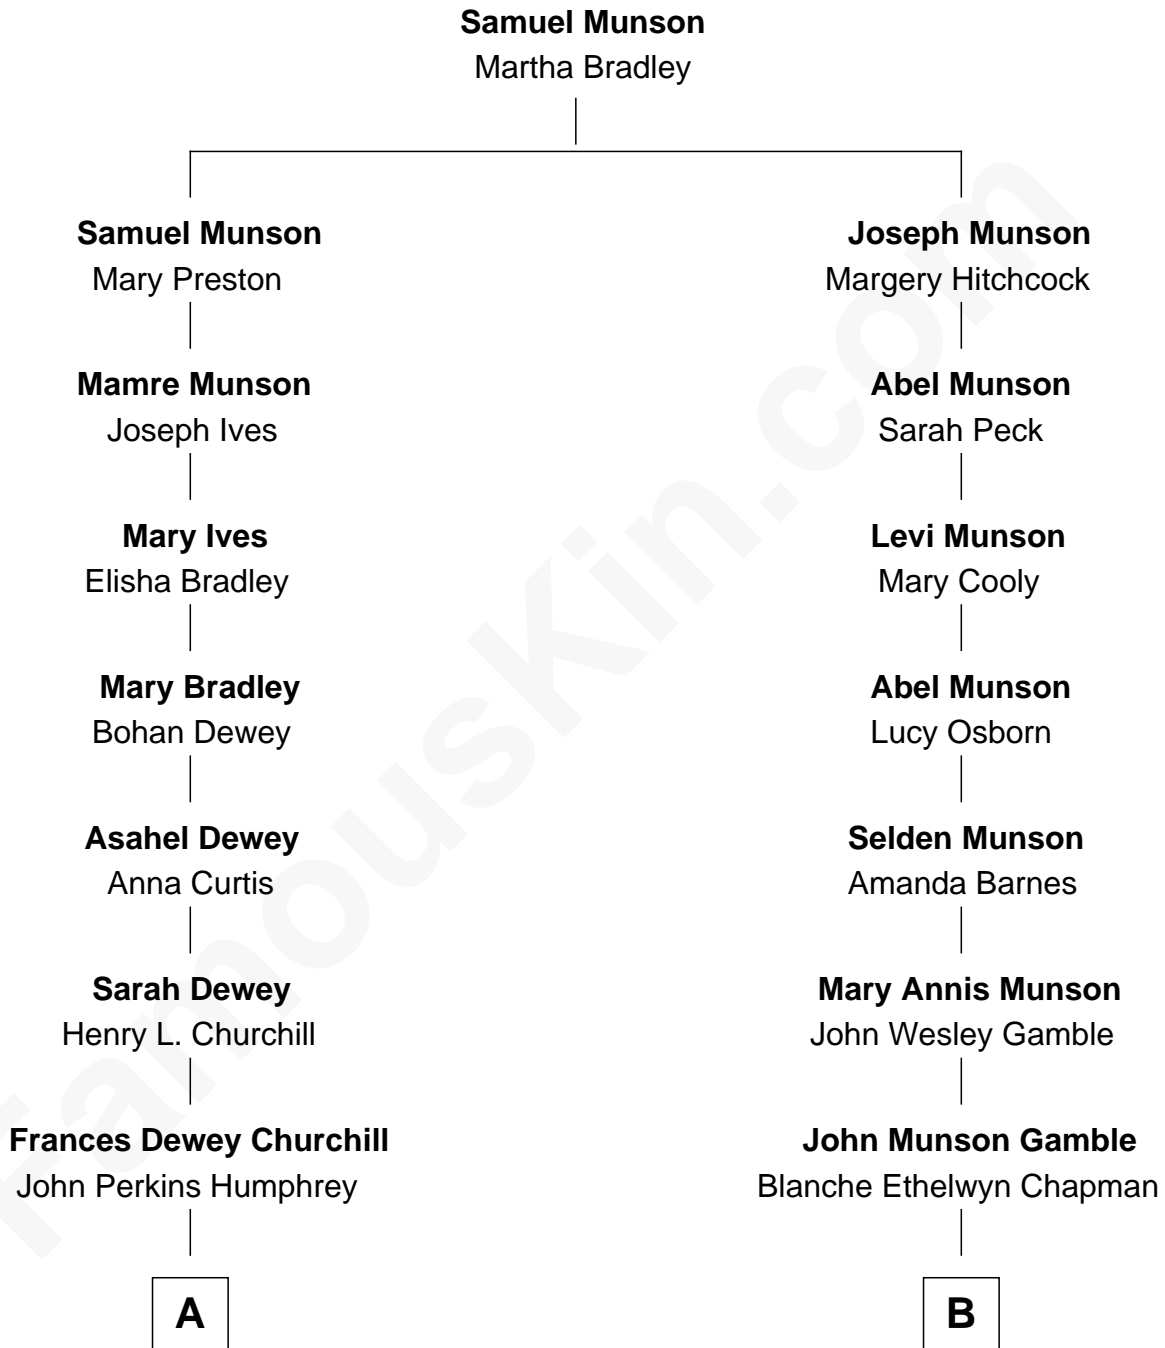 Samuel Munson
Martha Bradley
Samuel Munson
Mary Preston
Mamre Munson
Joseph Ives
Mary Ives
Elisha Bradley
Mary Bradley
Bohan Dewey
Asahel Dewey
Anna Curtis
Sarah Dewey
Henry L. Churchill
Frances Dewey Churchill
John Perkins Humphrey
A
Joseph Munson
Margery Hitchcock
Abel Munson
Sarah Peck
Levi Munson
Mary Cooly
Abel Munson
Lucy Osborn
Selden Munson
Amanda Barnes
Mary Annis Munson
John Wesley Gamble
John Munson Gamble
Blanche Ethelwyn Chapman
B
FamousKin.com